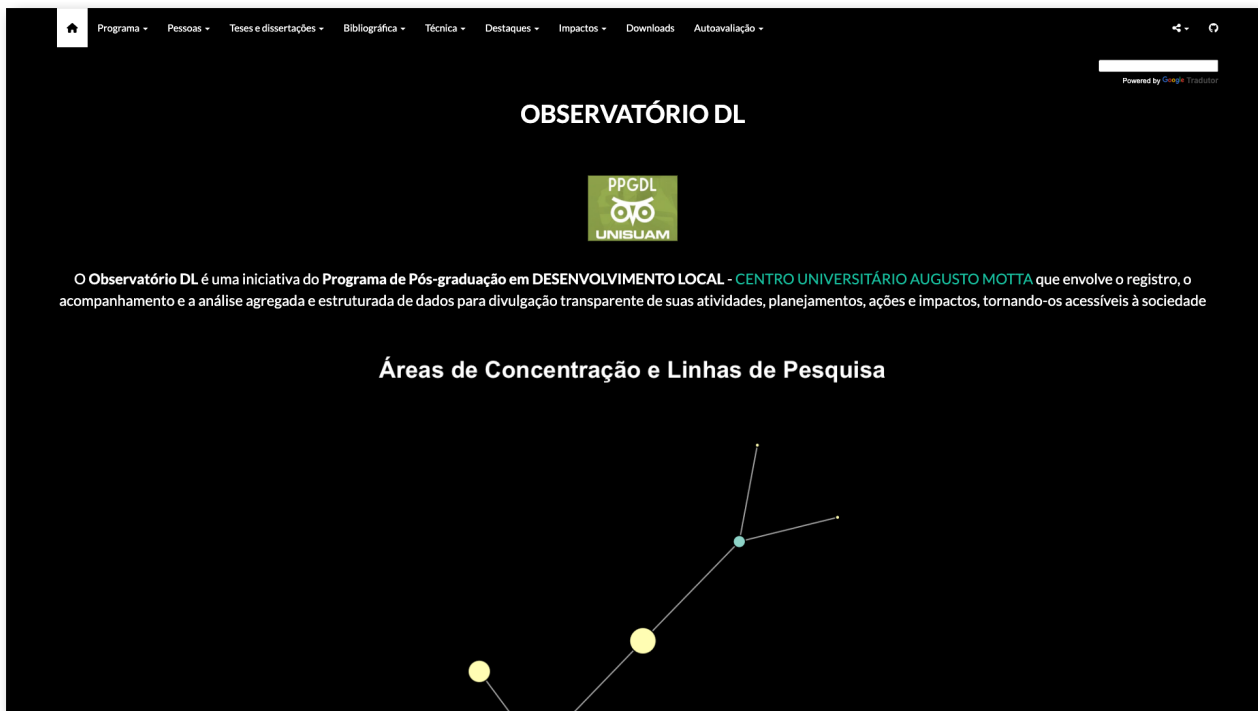 Programa Pessoas Teses e dissertações Bibliográfica Técnica Destaques Impactos Downloads Autoavaliação
Powered by Google Tradutor
OBSERVATÓRIO DL
PPGDL
UNISUAM
O Observatório DL é uma iniciativa do Programa de Pós-graduação em DESENVOLVIMENTO LOCAL - CENTRO UNIVERSITÁRIO AUGUSTO MOTTA que envolve o registro, o
acompanhamento e a análise agregada e estruturada de dados para divulgação transparente de suas atividades, planejamentos, ações e impactos, tornando-os acessíveis à sociedade
Áreas de Concentração e Linhas de Pesquisa